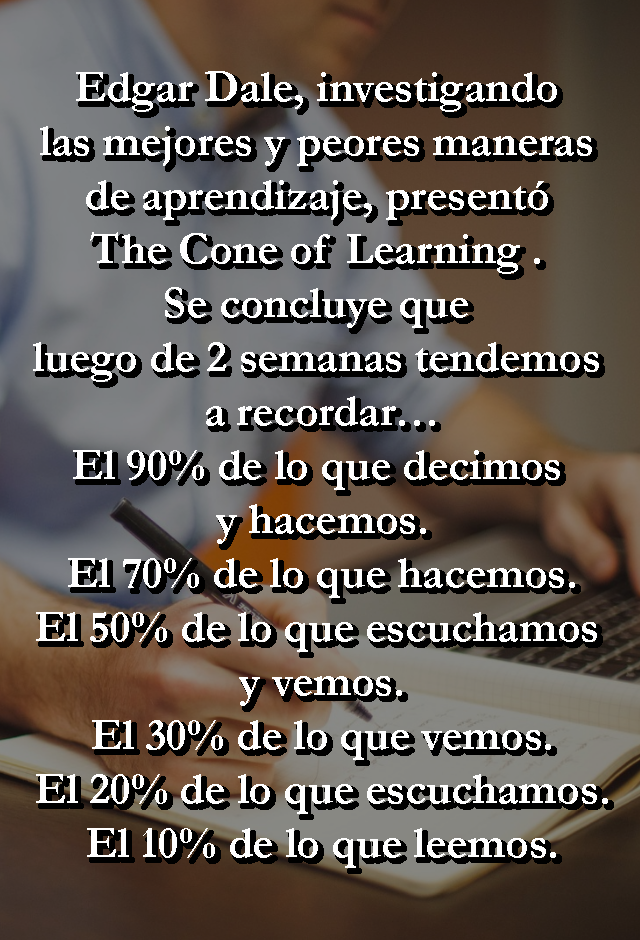 Edgar Dale, investigando
las mejores y peores maneras
de aprendizaje, presentó
The Cone of Learning .
Se concluye que
luego de 2 semanas tendemos
a recordar...
El 90% de lo que decimos
y hacemos.
El 70% de lo que hacemos.
El 50% de lo que escuchamos
y vemos.
El 30% de lo que vemos.
El 20% de lo que escuchamos.
El 10% de lo que leemos.